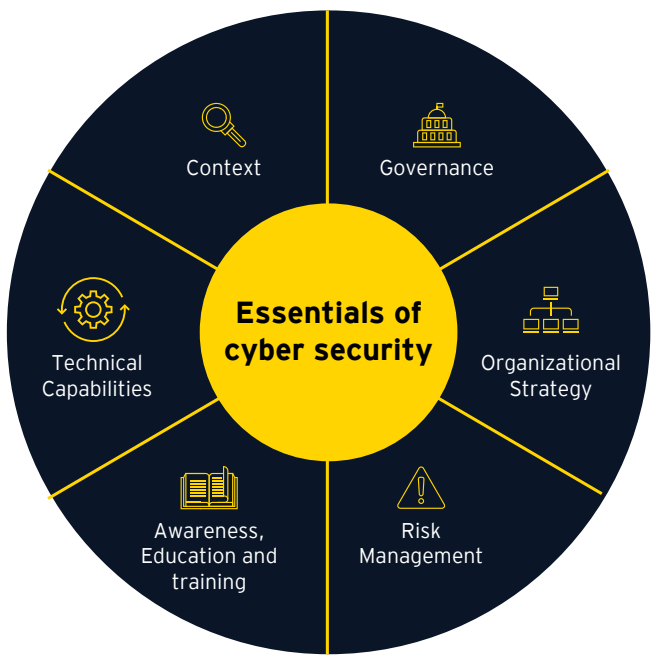 Context
Governance
Essentials of
cyber security
Technical
Capabilities
Organizational
Strategy
Awareness,
Education and
training
Risk
Management